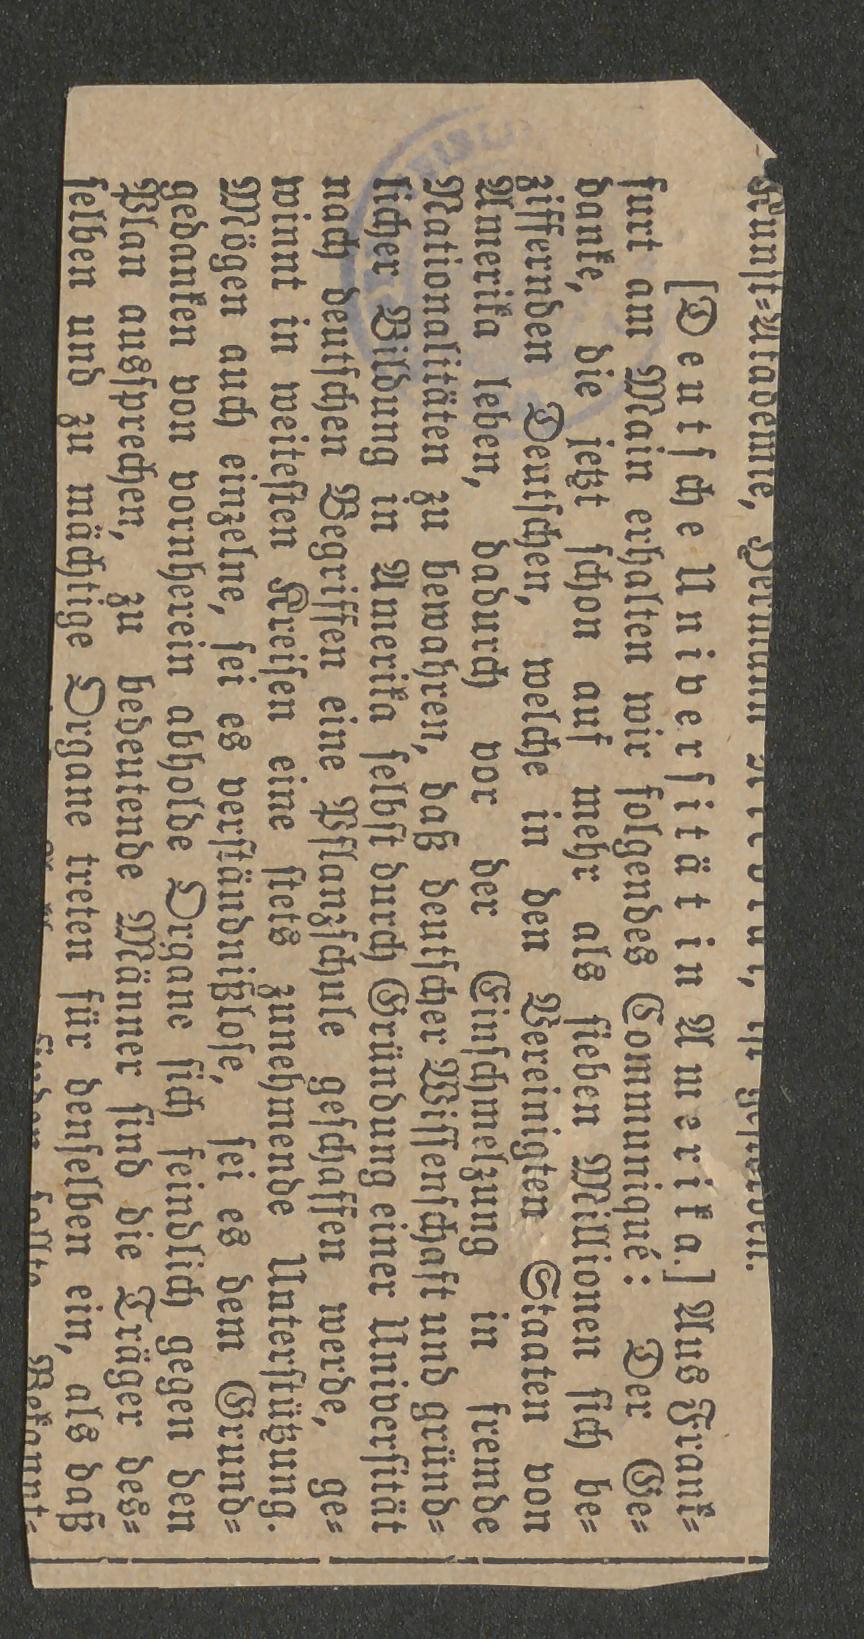 Kunst=Akademie, Hermann
[Deutsche Universität in Amerika.] Aus Frank=
furt am Main erhalten wir folgendes Communiqué: Der Ge=
danke, die jetzt schon auf mehr als sieben Millionen sich be=
ziffernden Deutschen, welche in den Vereinigten Staaten von
Amerika leben, dadurch vor der Einschmelzung in fremde
Nationalitäten zu bewahren, daß deutscher Wissenschaft und gründ=
licher Bildung in Amerika selbst durch Gründung einer Universität
nach deutschen Begriffen eine Pflanzschule geschaffen werde, ge=
winnt in weitesten Kreisen eine stets zunehmende Unterstützung.
Mögen auch einzelne, sei es verständnißlose, sei es dem Grund=
gedanken von vornherein abholde Organe sich feindlich gegen den
Plan aussprechen, zu bedeutende Männer sind die Träger des=
selben und zu mächtige Organe treten für denselben ein, als daß